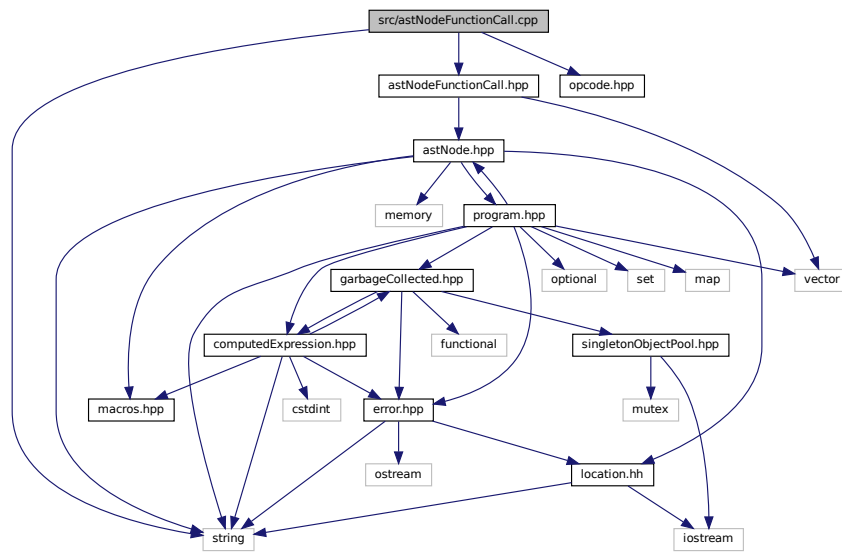 src/astNodeFunctionCall.cpp
astNodeFunctionCall.hpp
opcode.hpp
astNode.hpp
memory
program.hpp
garbageCollected.hpp
optional
set
map
vector
computedExpression.hpp
functional
singletonObjectPool.hpp
macros.hpp
cstdint
error.hpp
mutex
ostream
location.hh
string
iostream